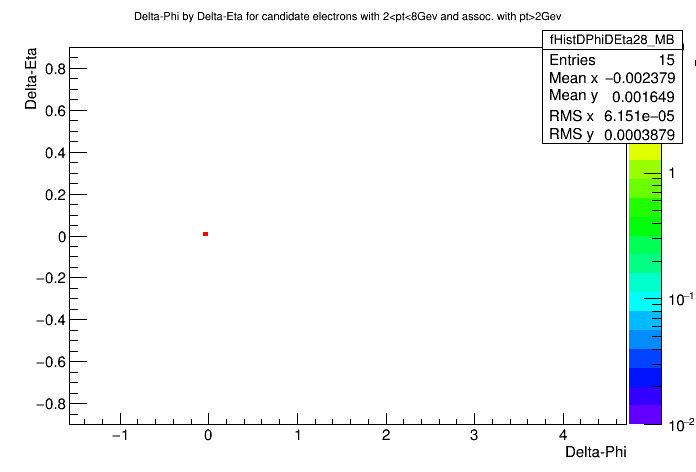 Delta-Phi by Delta-Eta for candidate electrons with 2<pt<8Gev and assoc. with pt>2Gev
fHistDPhiDEta28_MB
Entries 15
Mean x −0.002379
Mean y 0.001649
RMS x 6.151e−05
RMS y 0.0003879
Delta-Eta
0.8
0.6
0.4
0.2
0
−0.2
−0.4
−0.6
−0.8
1
10−1
10−2
−1 0 1 2 3 4
Delta-Phi